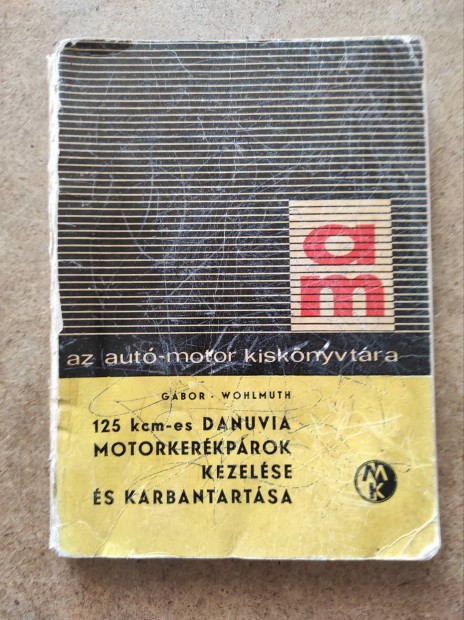 am
az autó-motor kiskönyvtára
GÁBOR · WOHLMUTH
125 kcm-es DANUVIA
MOTORKERÉKPÁROK
KEZELÉSE
ÉS KARBANTARTÁSA
MK